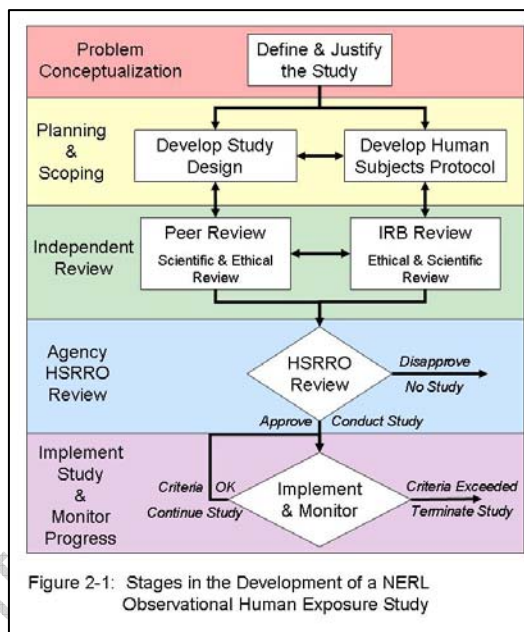 Problem
Conceptualization
Define & Justify
the Study
Planning
&
Scoping
Develop Study
Design
Develop Human
Subjects Protocol
Independent
Review
Peer Review
Scientific & Ethical
Review
IRB Review
Ethical & Scientific
Review
Agency
HSRRO
Review
HSRRO
Review
Disapprove
No Study
Approve
Conduct Study
Implement
Study
&
Monitor
Progress
Criteria OK
Continue Study
Implement
& Monitor
Criteria Exceeded
Terminate Study
Figure 2-1: Stages in the Development of a NERL
Observational Human Exposure Study